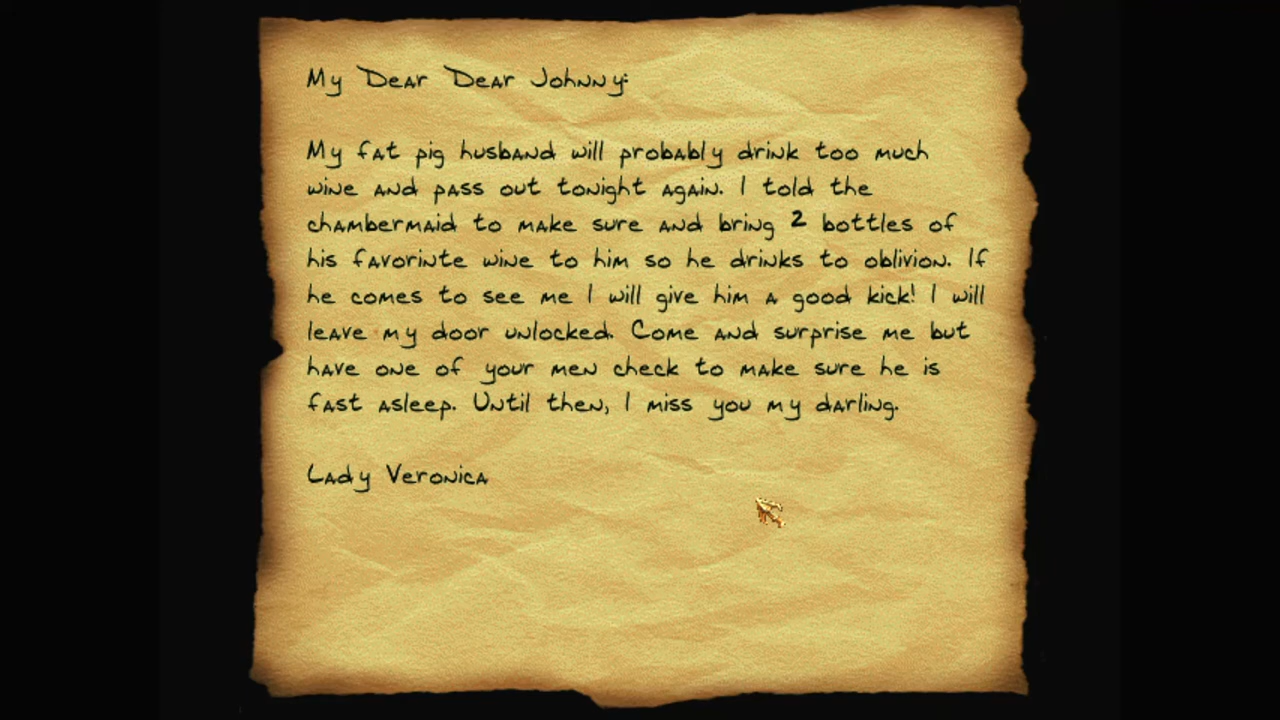 My Dear Dear Johnny:
My fat pig husband will probably drink too much
wine and pass out tonight again. I told the
chambermaid to make sure and bring 2 bottles of
his favorinte wine to him so he drinks to oblivion. If
he comes to see me I will give him a good kick! I will
leave my door unlocked. Come and surprise me but
have one of your men check to make sure he is
fast asleep. Until then, I miss you my darling.
Lady Veronica